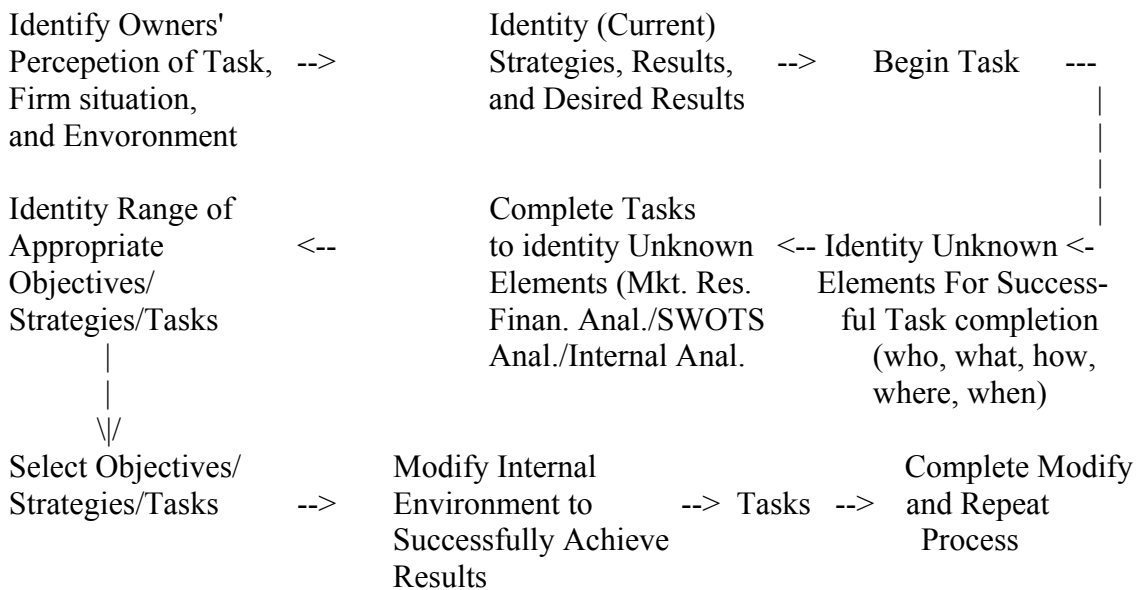 Identify Owners' Identity (Current)
Percepetion of Task, --> Strategies, Results, --> Begin Task ---
Firm situation, and Desired Results |
and Envoronment |
|
Identity Range of Complete Tasks |
Appropriate <-- to identity Unknown <-- Identity Unknown <-
Objectives/ Elements (Mkt. Res. Elements For Success-
Strategies/Tasks Finan. Anal./SWOTS ful Task completion
| Anal./Internal Anal. (who, what, how,
| where, when)
\|/
Select Objectives/ Modify Internal Complete Modify
Strategies/Tasks --> Environment to --> Tasks --> and Repeat
Successfully Achieve Process
Results